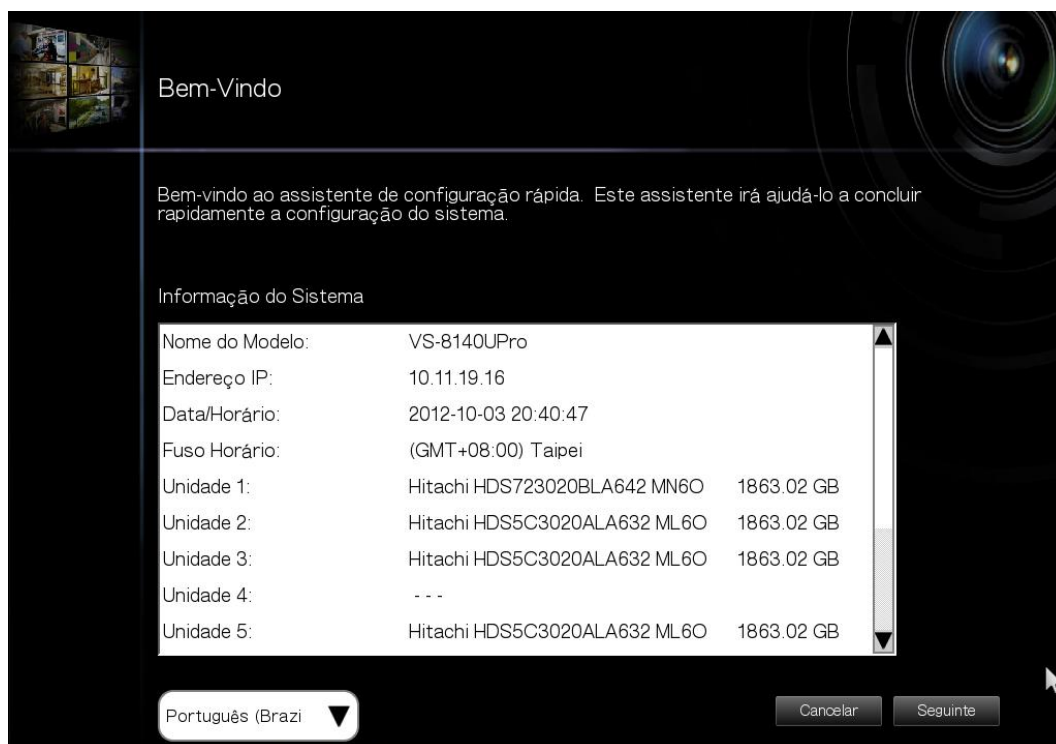 Bem-Vindo
Bem-vindo ao assistente de configuração rápida. Este assistente irá ajudá-lo a concluir
rapidamente a configuração do sistema.
Informação do Sistema
Nome do Modelo: VS-8140UPro
Endereço IP: 10.11.19.16
Data/Horário: 2012-10-03 20:40:47
Fuso Horário: (GMT+08:00) Taipei
Unidade 1: Hitachi HDS723020BLA642 MN6O 1863.02 GB
Unidade 2: Hitachi HDS5C3020ALA632 ML6O 1863.02 GB
Unidade 3: Hitachi HDS5C3020ALA632 ML6O 1863.02 GB
Unidade 4: - - -
Unidade 5: Hitachi HDS5C3020ALA632 ML6O 1863.02 GB
Português (Brazi
Cancelar
Seguinte